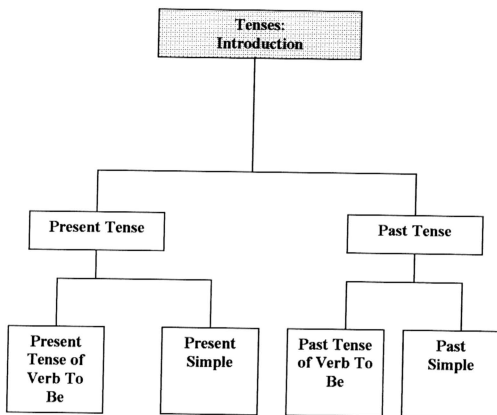 Tenses:
Introduction
Present Tense
Past Tense
Present
Tense of
Verb To
Be
Present
Simple
Past Tense
of Verb To
Be
Past
Simple